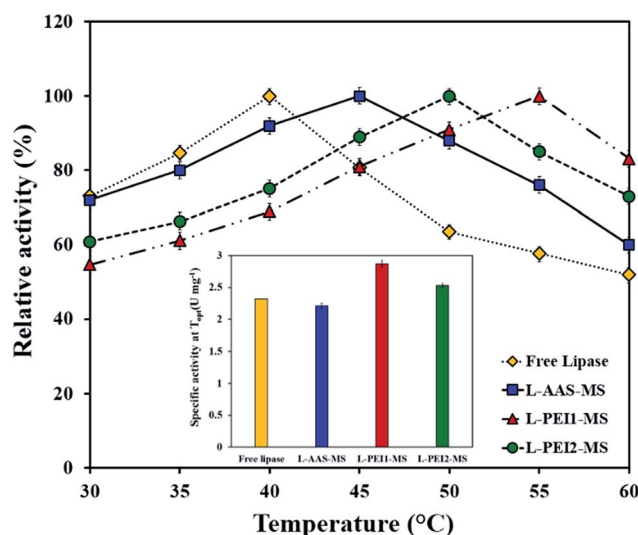 Relative activity (%)
120
100
80
60
40
20
0
30
35
40
45
50
55
60
Temperature (°C)
Specific activity at Topt(U mg-1)
3
2.5
2
1.5
1
0.5
0
Free lipase
L-AAS-MS
L-PEI1-MS
L-PEI2-MS
Free Lipase
L-AAS-MS
L-PEI1-MS
L-PEI2-MS